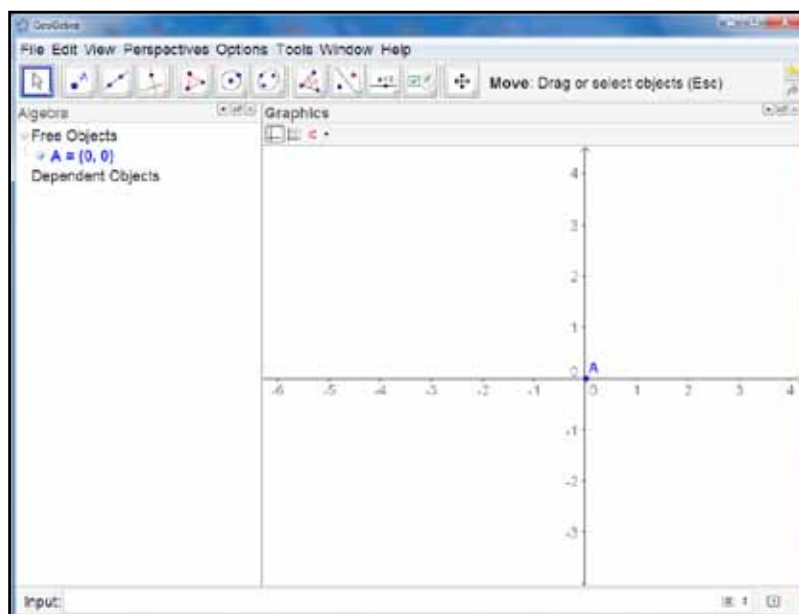 GeoGebra
File Edit View Perspectives Options Tools Window Help
Move: Drag or select objects (Esc)
Algebra
Graphics
Free Objects
A = (0, 0)
Dependent Objects
4
3
2
1
0
A
-6 -5 -4 -3 -2 -1 0 1 2 3 4
-1
-2
-3
Input: